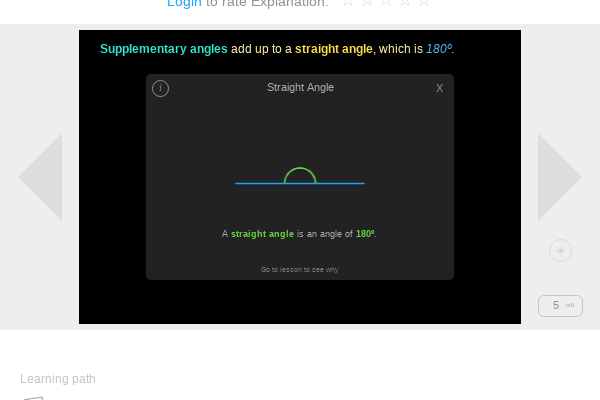 Login to rate Explanation: ☆ ☆ ☆ ☆ ☆
Supplementary angles add up to a straight angle, which is 180º.
i
Straight Angle
X
A straight angle is an angle of 180º.
Go to lesson to see why
5
Learning path